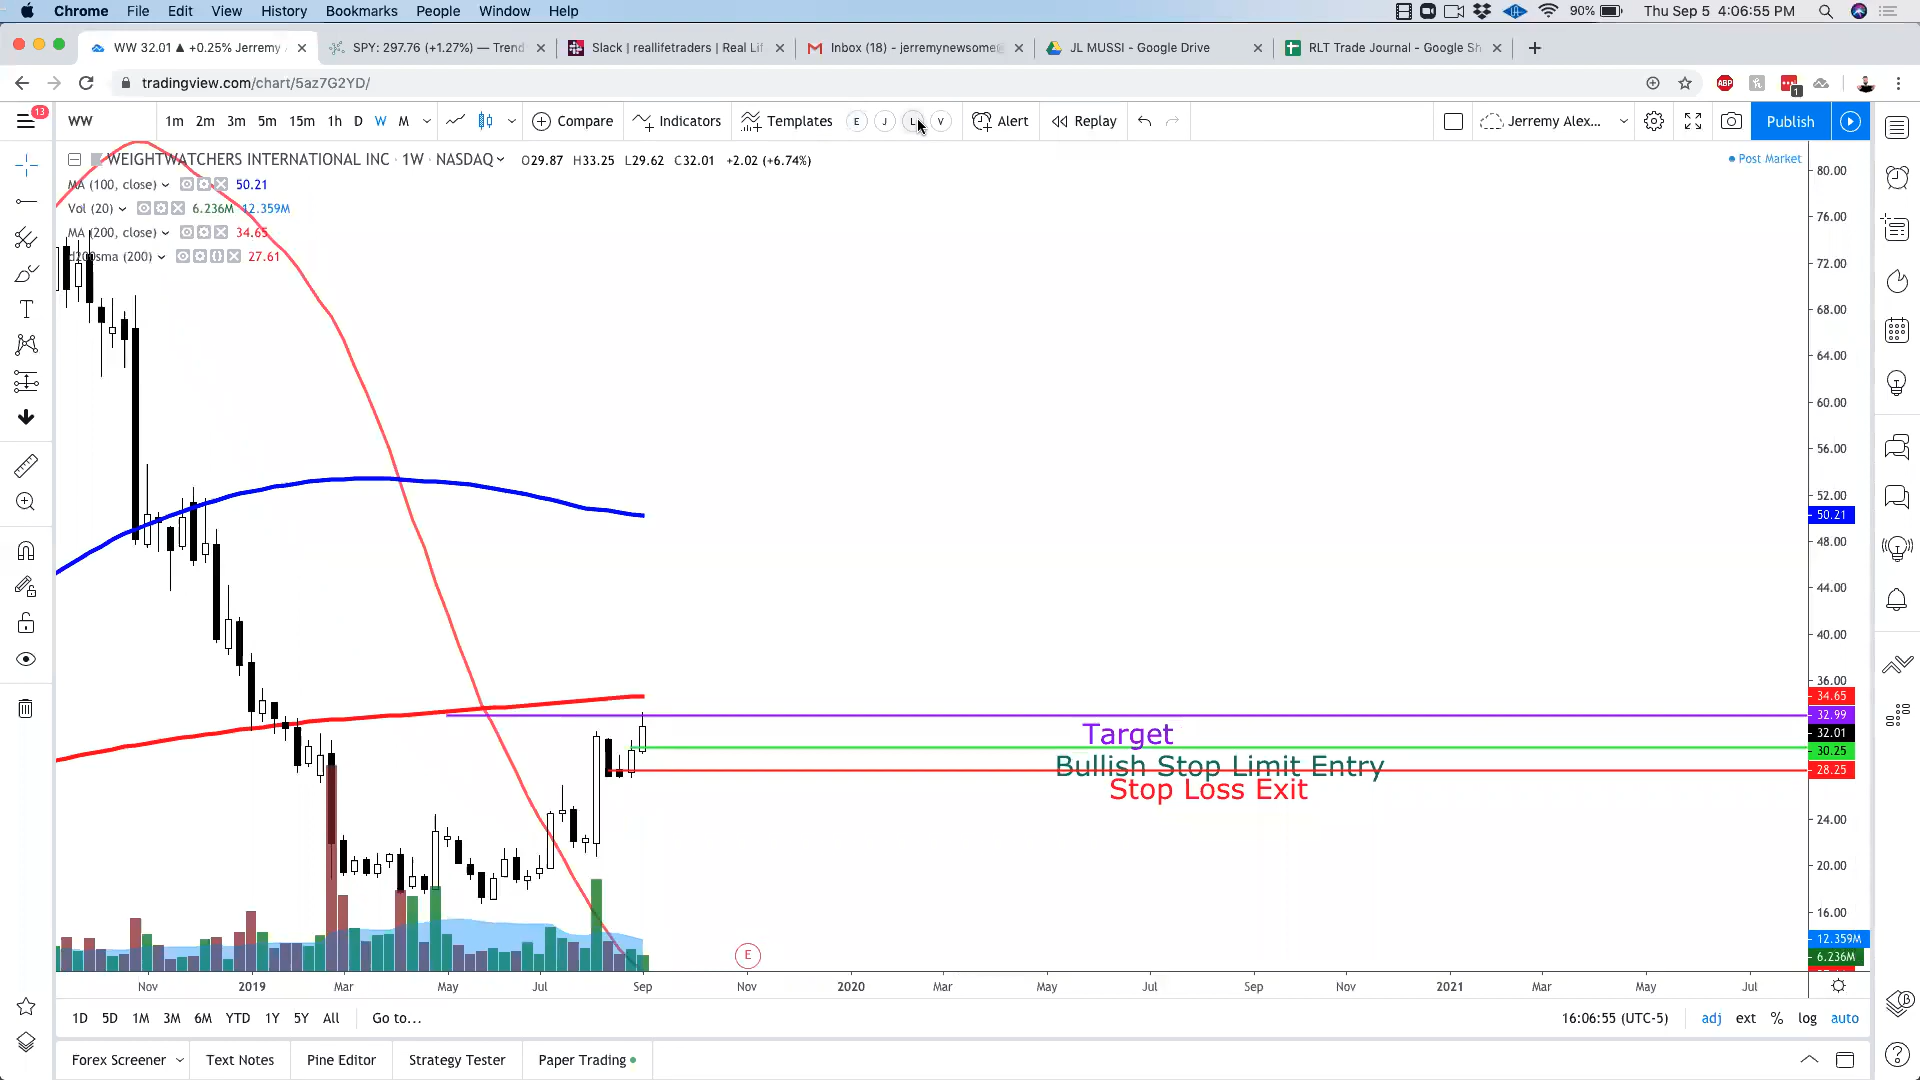 Chrome File Edit View History Bookmarks People Window Help 90% Thu Sep 5 4:06:55 PM
WW 32.01 ▲ +0.25% Jerremy SPY: 297.76 (+1.27%) — Trend Slack | reallifetraders | Real Lif Inbox (18) - jerremynewsome@ JL MUSSI - Google Drive RLT Trade Journal - Google Sh
tradingview.com/chart/5az7G2YD/ ABP 1
13 WW 1m 2m 3m 5m 15m 1h D W M Compare Indicators Templates E J L V Alert Replay Jerremy Alex... Publish
WEIGHTWATCHERS INTERNATIONAL INC · 1W · NASDAQ O29.87 H33.25 L29.62 C32.01 +2.02 (+6.74%) Post Market
MA (100, close) 50.21
Vol (20) 6.236M 12.359M
MA (200, close) 34.65
d200sma (200) 27.61
80.00
76.00
72.00
68.00
64.00
60.00
56.00
52.00
50.21
48.00
44.00
40.00
36.00
34.65
32.99
32.01
30.25
28.25
24.00
20.00
16.00
12.359M
6.236M
Target
Bullish Stop Limit Entry
Stop Loss Exit
E
Nov 2019 Mar May Jul Sep Nov 2020 Mar May Jul Sep Nov 2021 Mar May Jul
1D 5D 1M 3M 6M YTD 1Y 5Y All Go to... 16:06:55 (UTC-5) adj ext % log auto
Forex Screener Text Notes Pine Editor Strategy Tester Paper Trading